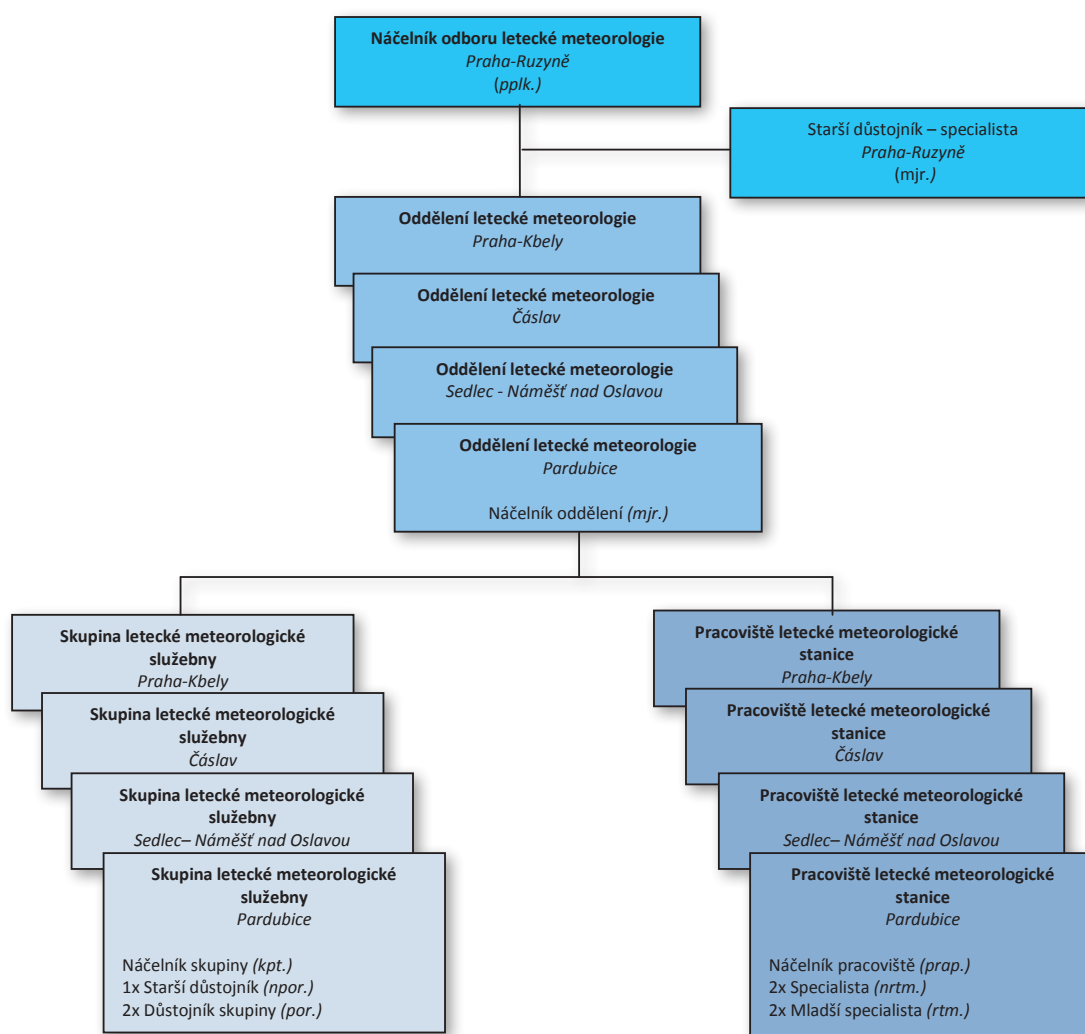 Náčelník odboru letecké meteorologie
Praha-Ruzyně
(pplk.)
Starší důstojník – specialista
Praha-Ruzyně
(mjr.)
Oddělení letecké meteorologie
Praha-Kbely
Oddělení letecké meteorologie
Čáslav
Oddělení letecké meteorologie
Sedlec - Náměšť nad Oslavou
Oddělení letecké meteorologie
Pardubice
Náčelník oddělení (mjr.)
Skupina letecké meteorologické
služebny
Praha-Kbely
Skupina letecké meteorologické
služebny
Čáslav
Skupina letecké meteorologické
služebny
Sedlec– Náměšť nad Oslavou
Skupina letecké meteorologické
služebny
Pardubice
Náčelník skupiny (kpt.)
1x Starší důstojník (npor.)
2x Důstojník skupiny (por.)
Pracoviště letecké meteorologické
stanice
Praha-Kbely
Pracoviště letecké meteorologické
stanice
Čáslav
Pracoviště letecké meteorologické
stanice
Sedlec– Náměšť nad Oslavou
Pracoviště letecké meteorologické
stanice
Pardubice
Náčelník pracoviště (prap.)
2x Specialista (nrtm.)
2x Mladší specialista (rtm.)